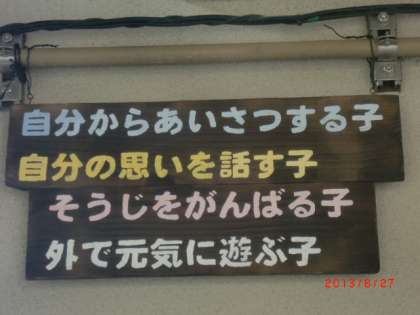 自分からあいさつする子
自分の思いを話す子
そうじをがんばる子
外で元気に遊ぶ子
2013/8/27